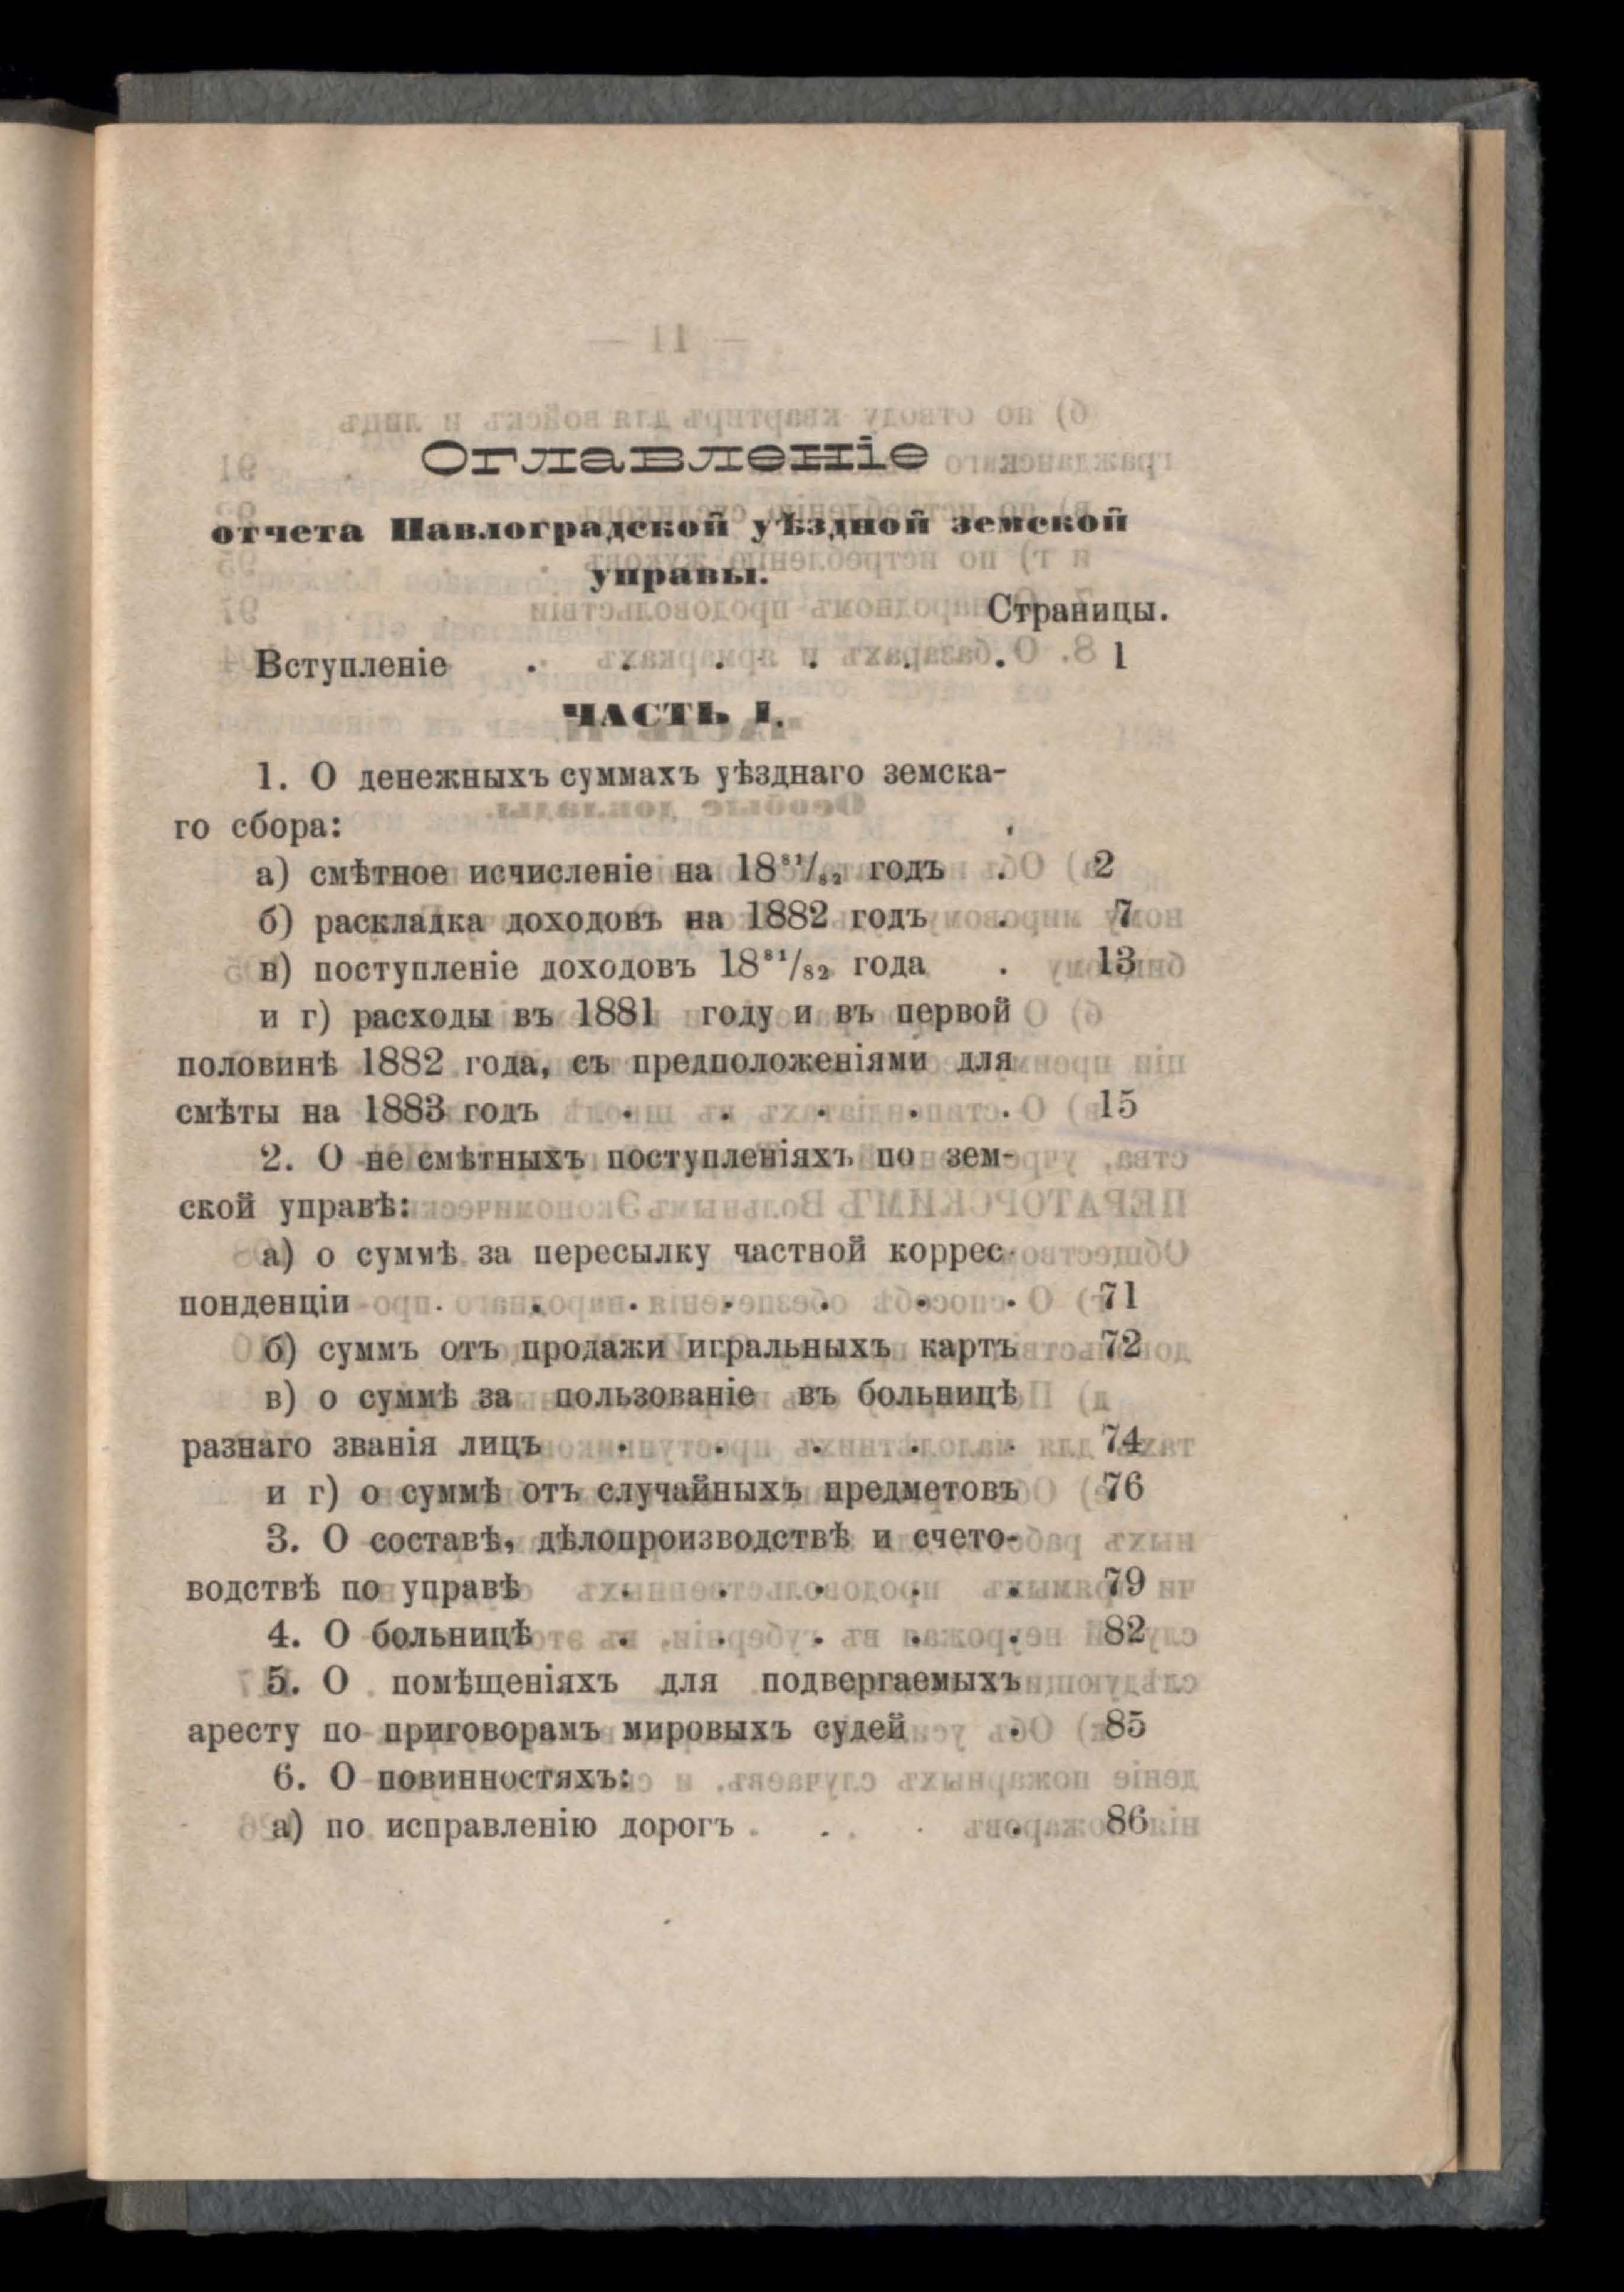 Оглавленіе
отчета Павлоградской уѣздной земской
управы.
Страницы.
Вступленіе . . . . . . 1
ЧАСТЬ I.
1. О денежныхъ суммахъ уѣзднаго земска-
го сбора:
а) смѣтное исчисленіе на 18⁸¹/₈₂ годъ . 2
б) раскладка доходовъ на 1882 годъ . 7
в) поступленіе доходовъ 18⁸¹/₈₂ года . 13
и г) расходы въ 1881 году и въ первой
половинѣ 1882 года, съ предположеніями для
смѣты на 1883 годъ . . . . . 15
2. О не смѣтныхъ поступленіяхъ по зем-
ской управѣ:
а) о суммѣ за пересылку частной коррес-
понденціи . . . . . . . 71
б) суммъ отъ продажи игральныхъ картъ 72
в) о суммѣ за пользованіе въ больницѣ
разнаго званія лицъ . . . . . 74
и г) о суммѣ отъ случайныхъ предметовъ 76
3. О составѣ, дѣлопроизводствѣ и счето-
водствѣ по управѣ . . . . . 79
4. О больницѣ . . . . . 82
5. О помѣщеніяхъ для подвергаемыхъ
аресту по приговорамъ мировыхъ судей . 85
6. О повинностяхъ:
а) по исправленію дорогъ . . . . 86